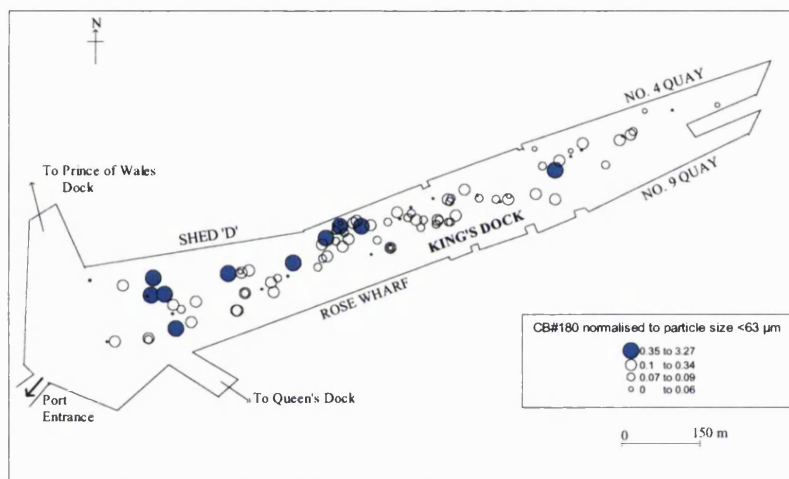 N
NO. 4 QUAY
To Prince of Wales
Dock
NO. 9 QUAY
SHED 'D'
KING'S DOCK
ROSE WHARF
CB#180 normalised to particle size <63 µm
0.35 to 3.27
0.1 to 0.34
0.07 to 0.09
0 to 0.06
Port
Entrance
To Queen's Dock
0 150 m